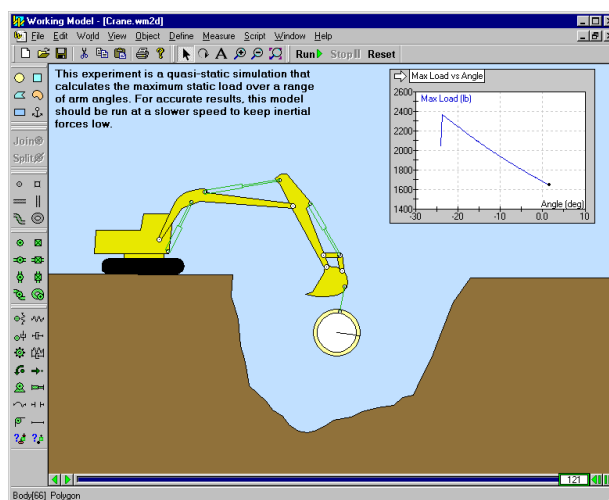 Working Model - [Crane.wm2d]
File Edit World View Object Define Measure Script Window Help
A Run Stop Reset
This experiment is a quasi-static simulation that
calculates the maximum static load over a range
of arm angles. For accurate results, this model
should be run at a slower speed to keep inertial
forces low.
Join
Split
Max Load vs Angle
2600
Max Load (lb)
2400
2200
2000
1800
1600
Angle (deg)
1400
-30 -20 -10 0.0 10
121
Body[66] Polygon